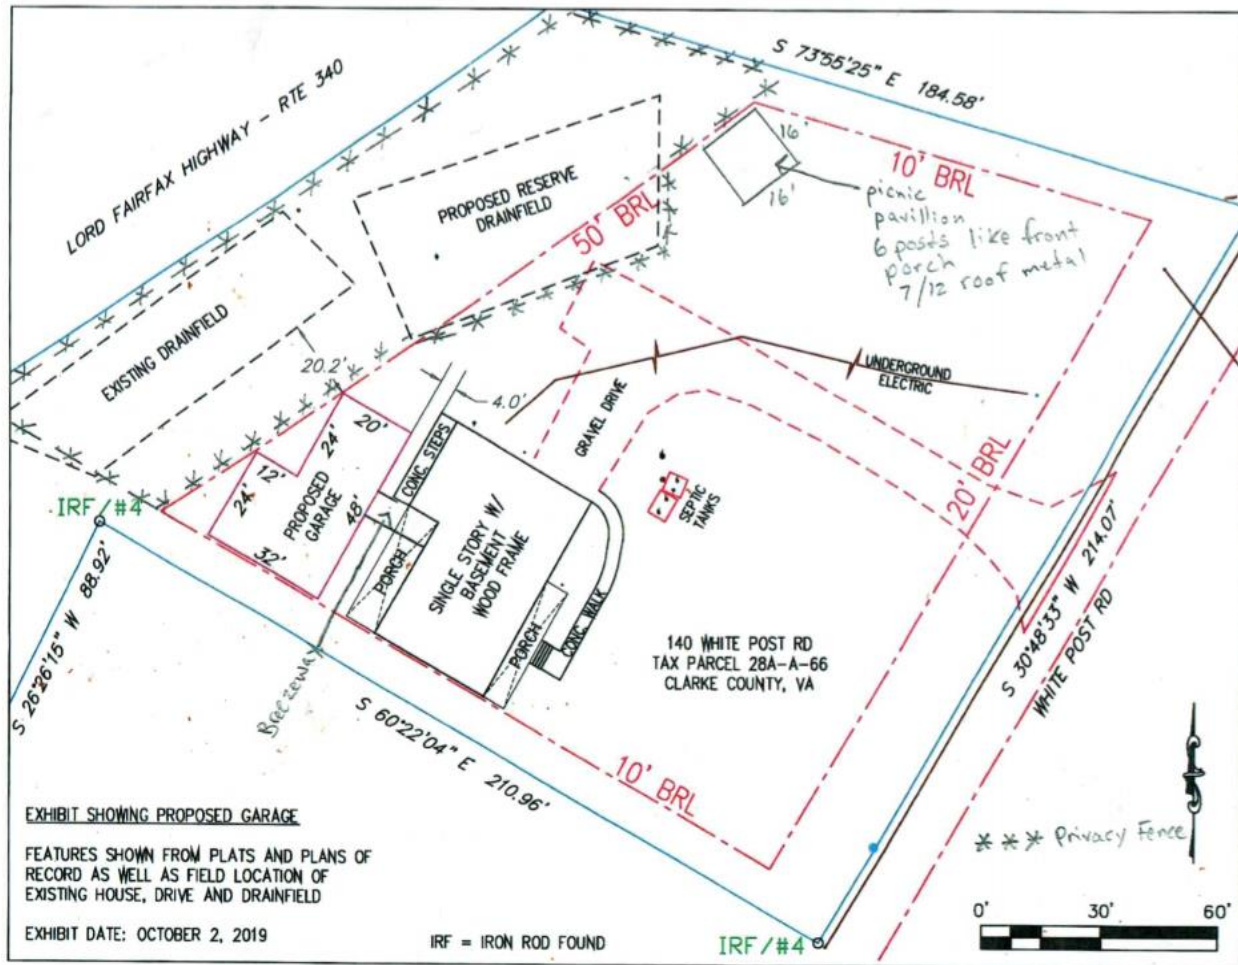 LORD FAIRFAX HIGHWAY - RTE 340
S 73°55'25" E 184.58'
16'
16'
10' BRL
picnic
pavillion
6 posts like front
porch
7/12 roof metal
PROPOSED RESERVE
DRAINFIELD
50' BRL
EXISTING DRAINFIELD
20.2'
4.0'
UNDERGROUND
ELECTRIC
GRAVEL DRIVE
20'
24'
12'
24'
PROPOSED
GARAGE
48'
32'
CONC. STEPS
SEPTIC
TANKS
20' BRL
IRF/#4
S 26°26'15" W 88.92'
PORCH
SINGLE STORY W/
BASEMENT
WOOD FRAME
PORCH
CONC. WALK
140 WHITE POST RD
TAX PARCEL 28A-A-66
CLARKE COUNTY, VA
S 30°48'33" W 214.07'
WHITE POST RD
Breezeway
S 60°22'04" E 210.96'
10' BRL
EXHIBIT SHOWING PROPOSED GARAGE
FEATURES SHOWN FROM PLATS AND PLANS OF
RECORD AS WELL AS FIELD LOCATION OF
EXISTING HOUSE, DRIVE AND DRAINFIELD
EXHIBIT DATE: OCTOBER 2, 2019
IRF = IRON ROD FOUND
IRF/#4
*** Privacy Fence
0' 30' 60'